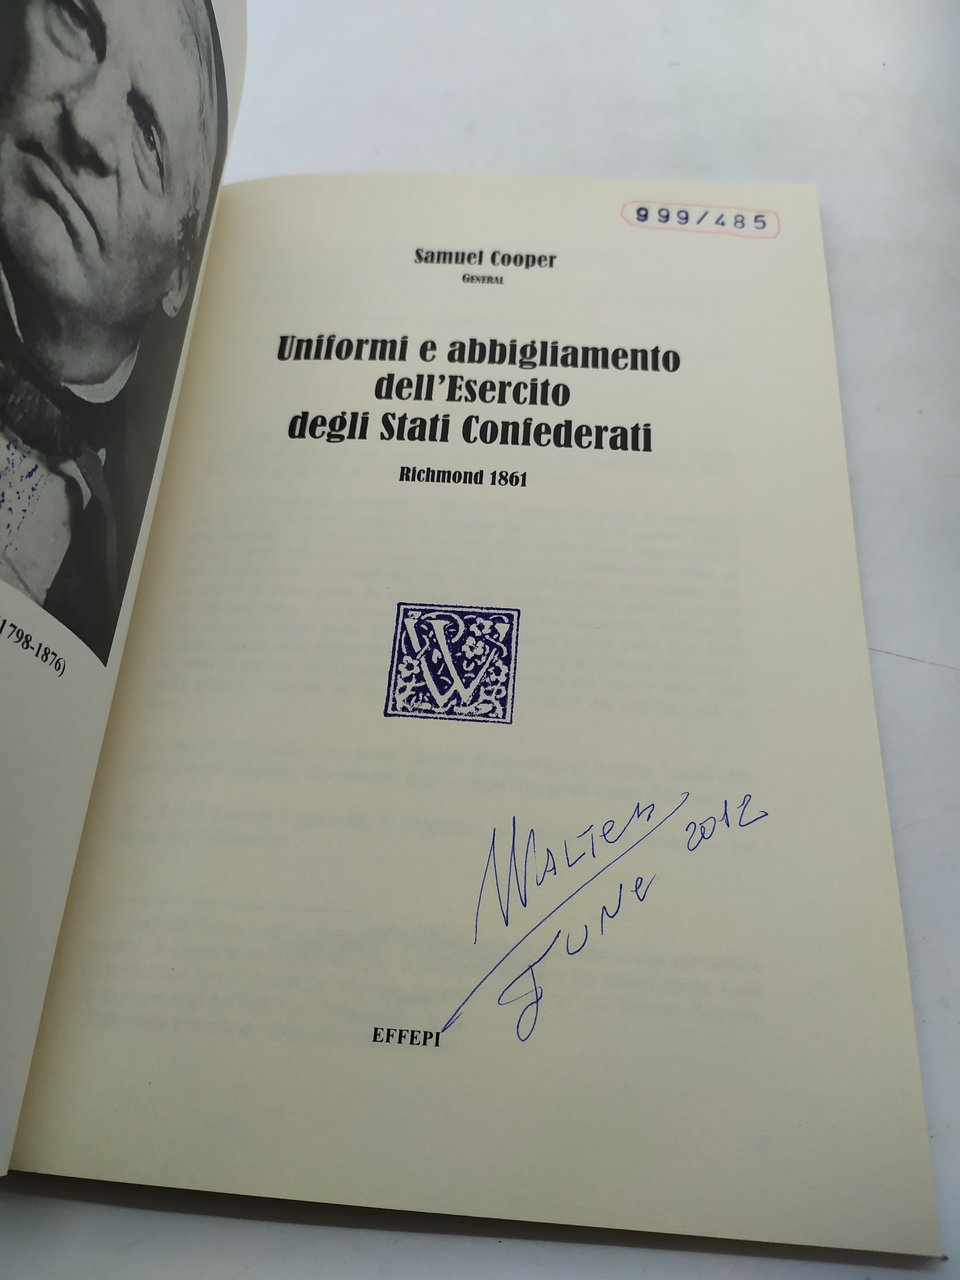 (1798-1876)
999/485
Samuel Cooper
GENERAL
Uniformi e abbigliamento
dell'Esercito
degli Stati Confederati
Richmond 1861
W
Walter
June 2012
EFFEPI